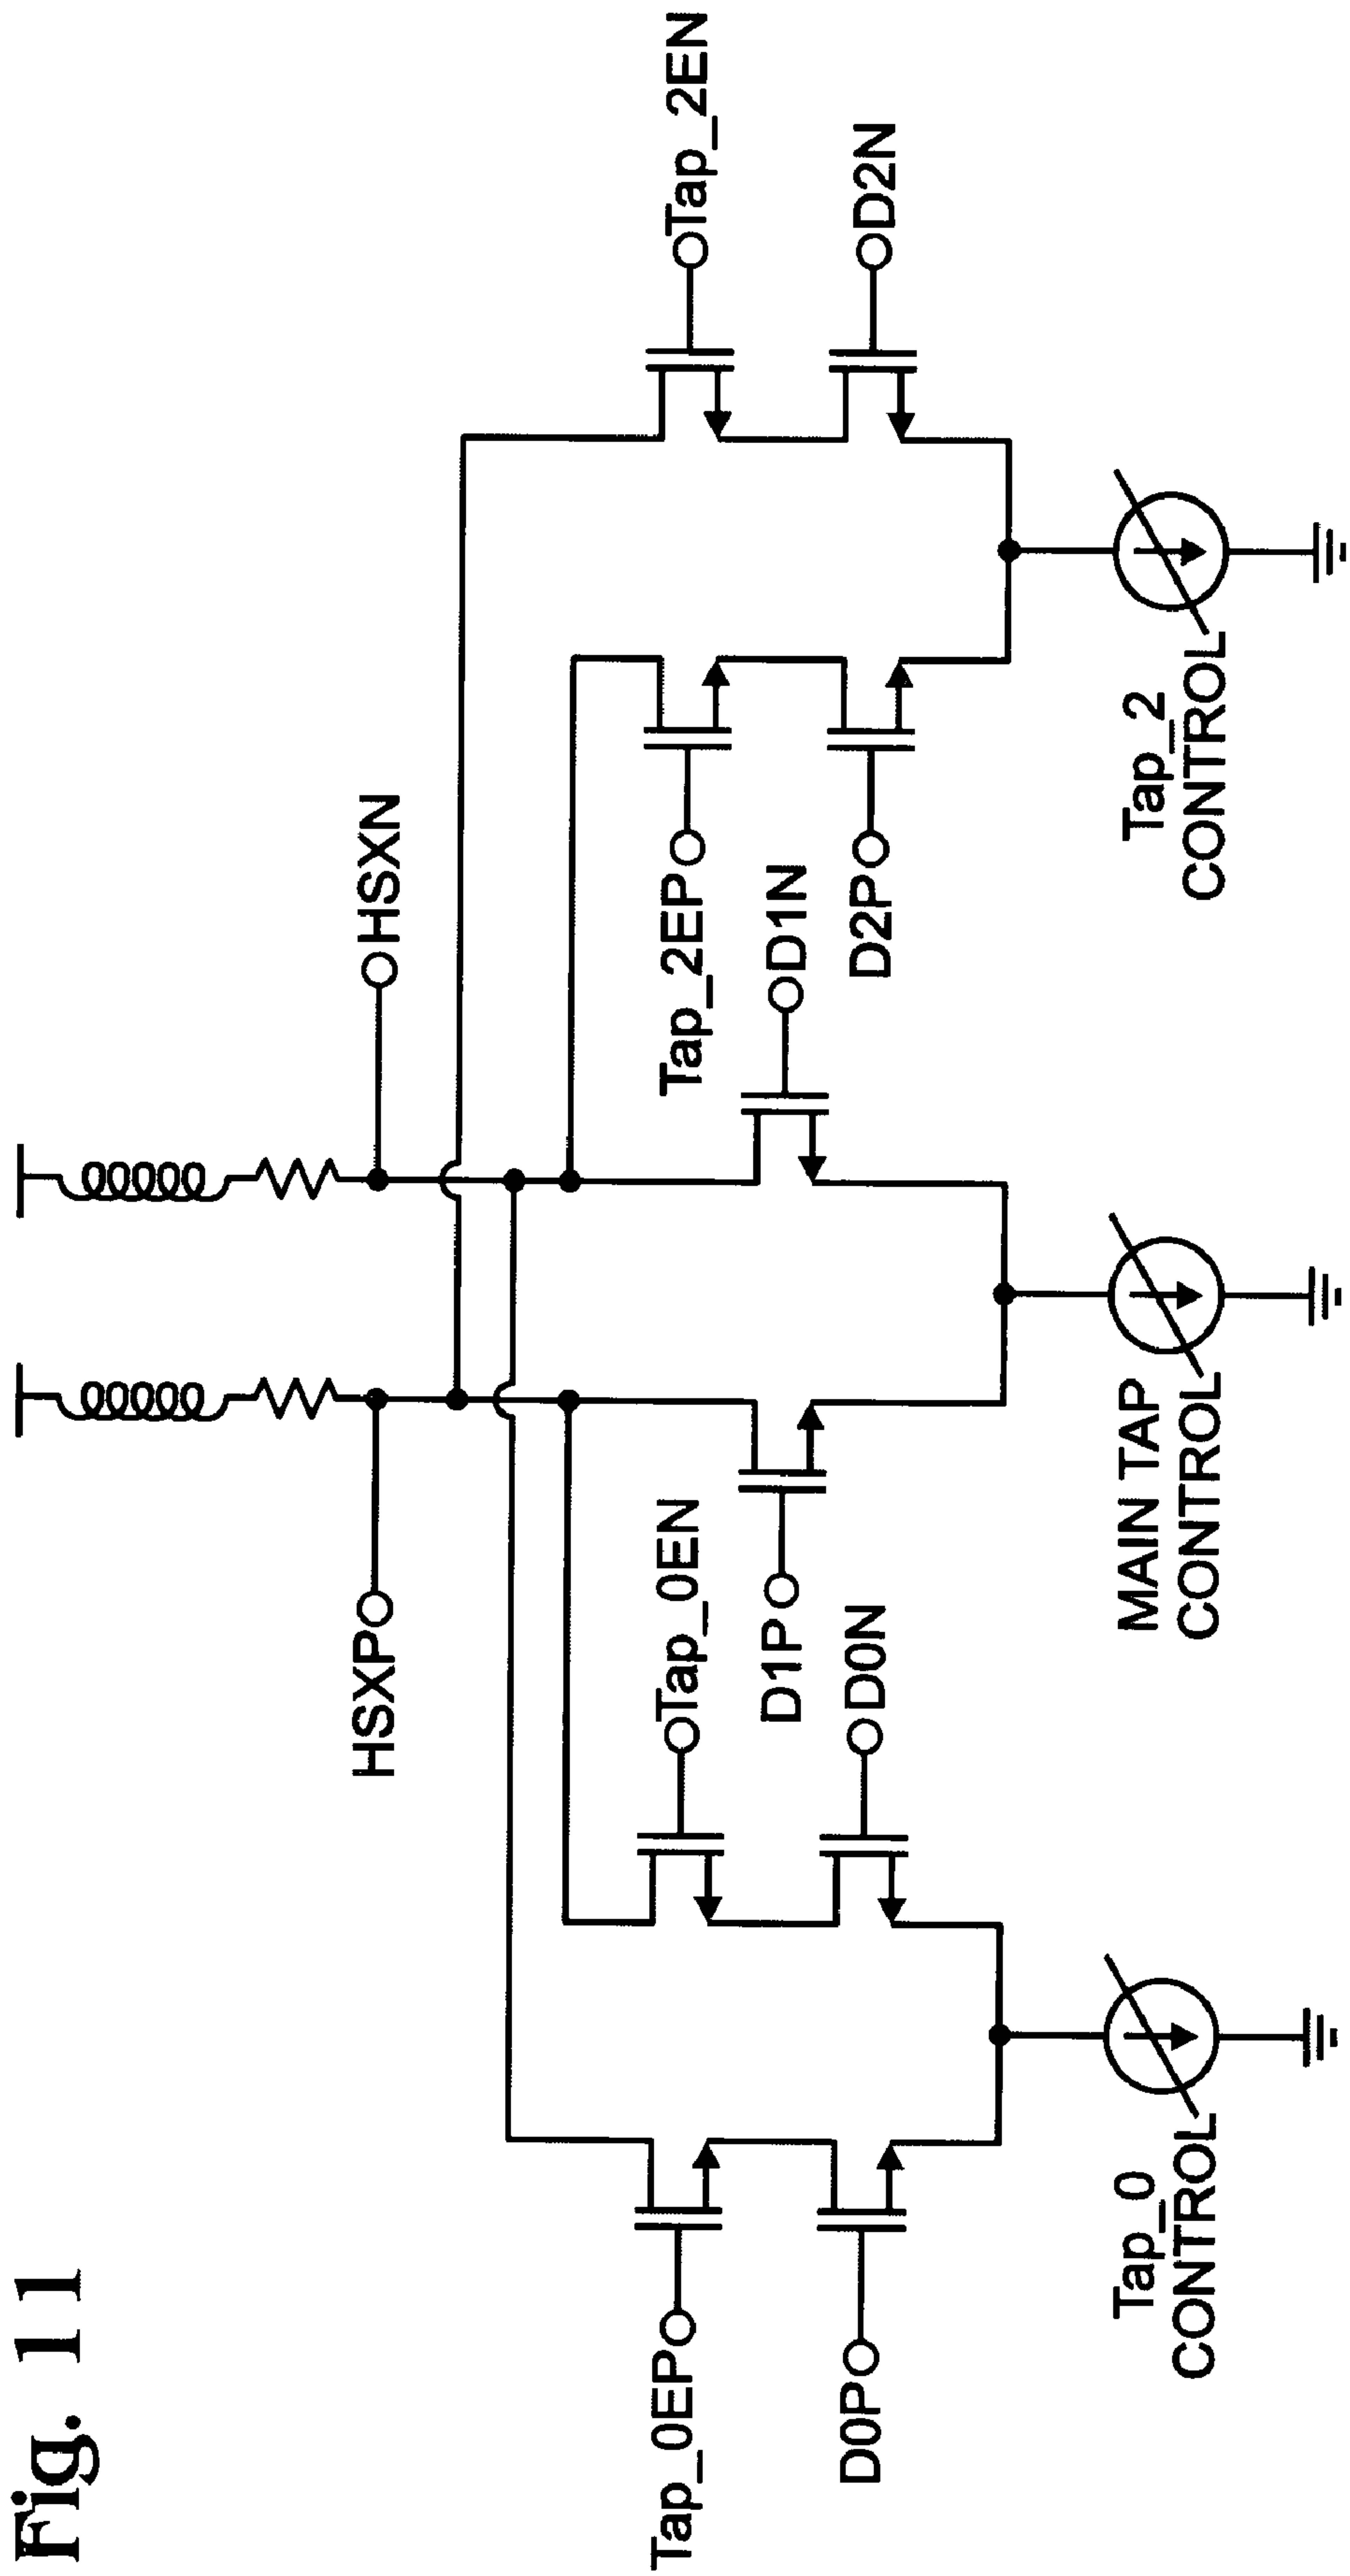 Fig. 11
HSXP
HSXN
Tap_0EP
Tap_0EN
Tap_2EP
Tap_2EN
D1P
D1N
D0P
D0N
D2P
D2N
Tap_0
CONTROL
MAIN TAP
CONTROL
Tap_2
CONTROL